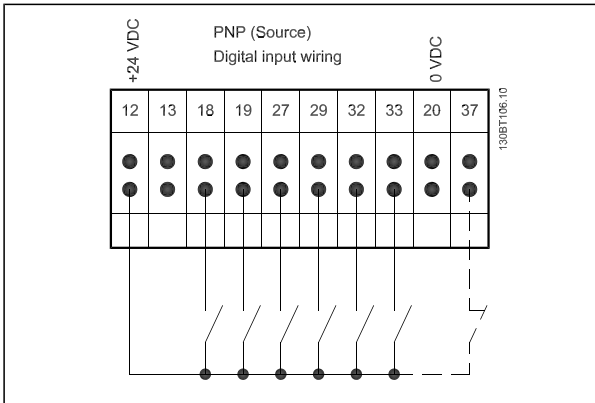 PNP (Source)
Digital input wiring
+24 VDC
0 VDC
12 13 18 19 27 29 32 33 20 37
130BT106.10